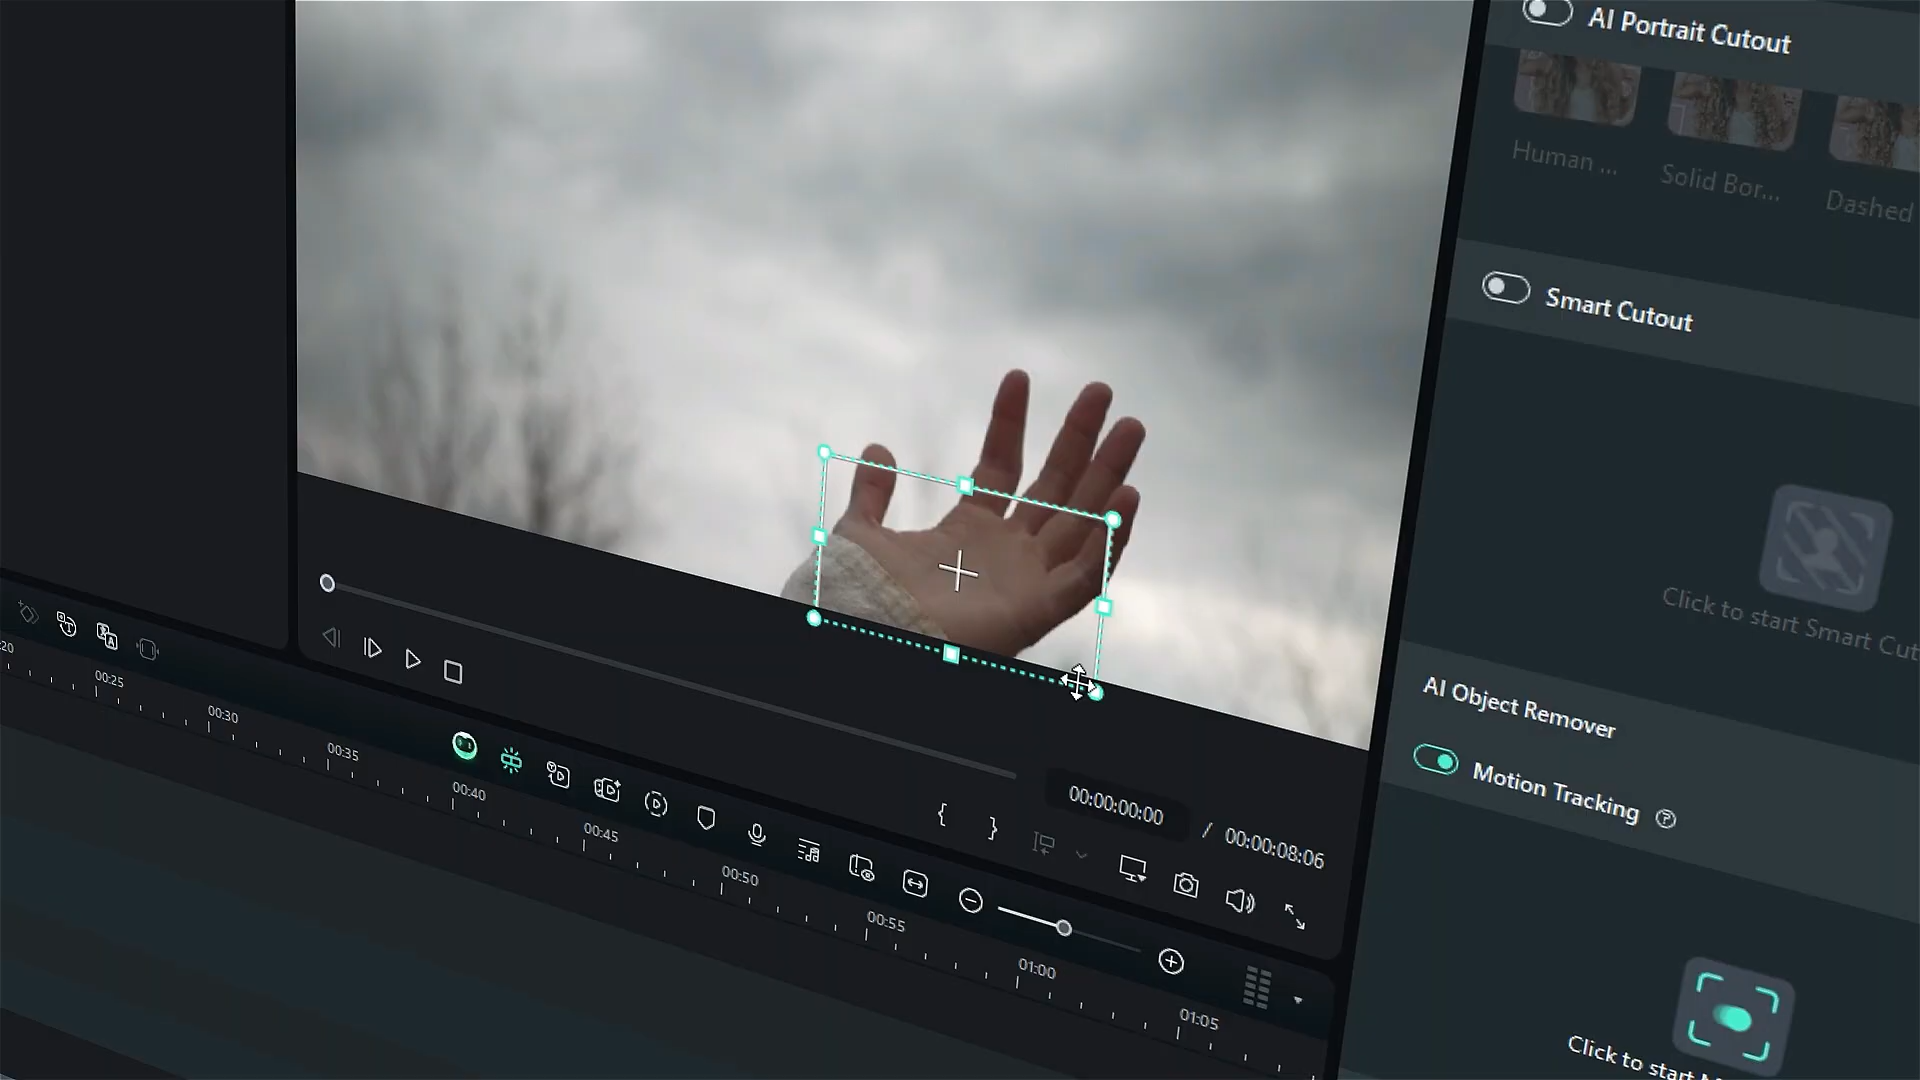 AI Portrait Cutout
Human ...
Solid Bor...
Dashed
Smart Cutout
Click to start Smart Cut
AI Object Remover
Motion Tracking
Click to start
00:00:00:00 / 00:00:08:06
:20
00:25
00:30
00:35
00:40
00:45
00:50
00:55
01:00
01:05